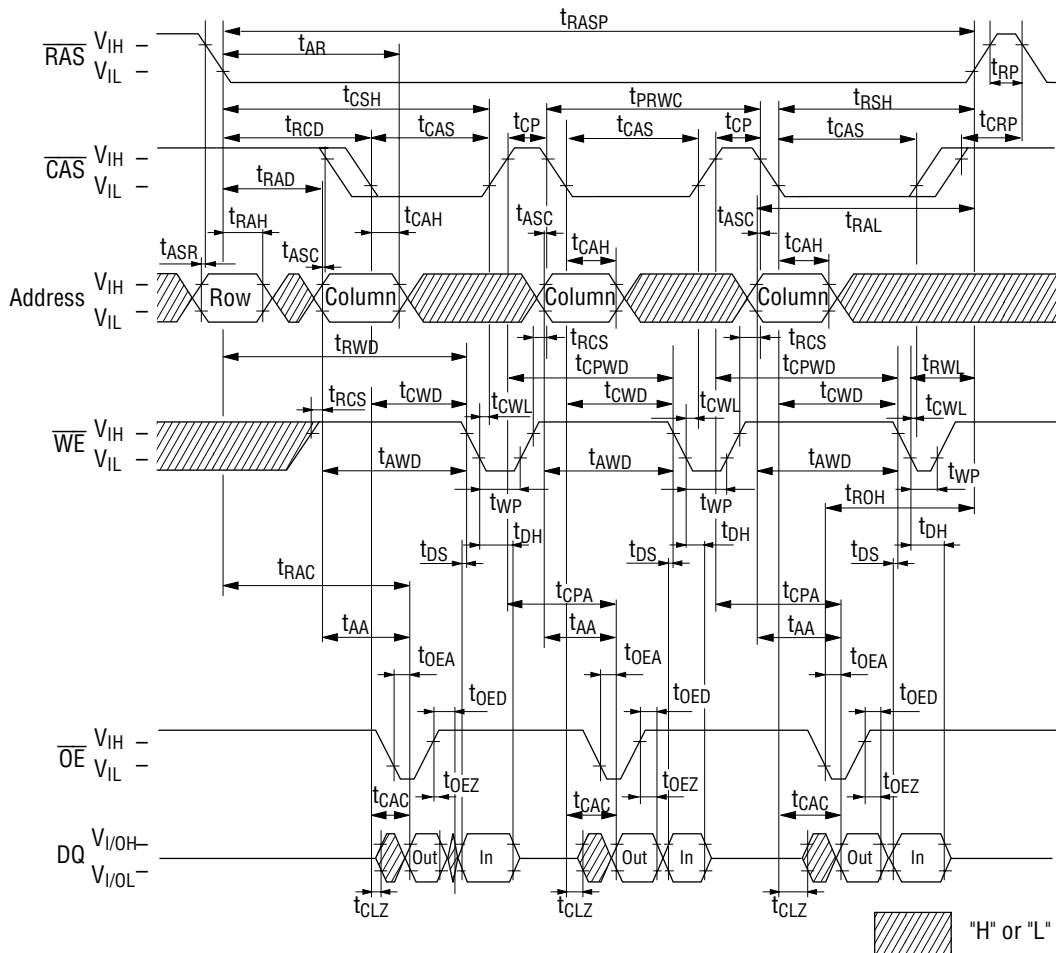 tRASP
tAR
RAS VIH
VIL
tRP
tCSH tPRWC tRSH
tRCD tCAS tCP tCAS tCP tCAS tCRP
CAS VIH
VIL
tRAD
tRAH tCAH tASC tASC tRAL
tASR tASC tCAH tCAH
Address VIH
VIL
Row Column Column Column
tRCS tRCS
tRWD tCPWD tCPWD tRWL
tRCS tCWD tCWL tCWD tCWL tCWD tCWL
WE VIH
VIL
tAWD tAWD tAWD
tWP tWP tWP
tROH
tDH tDH tDH
tDS tDS tDS
tRAC tCPA tCPA
tAA tAA tAA
tOEA tOEA tOEA
tOED tOED tOED
OE VIH
VIL
tOEZ tOEZ tOEZ
tCAC tCAC tCAC
DQ VI/OH
VI/OL
Out In Out In Out In
tCLZ tCLZ tCLZ
"H" or "L"